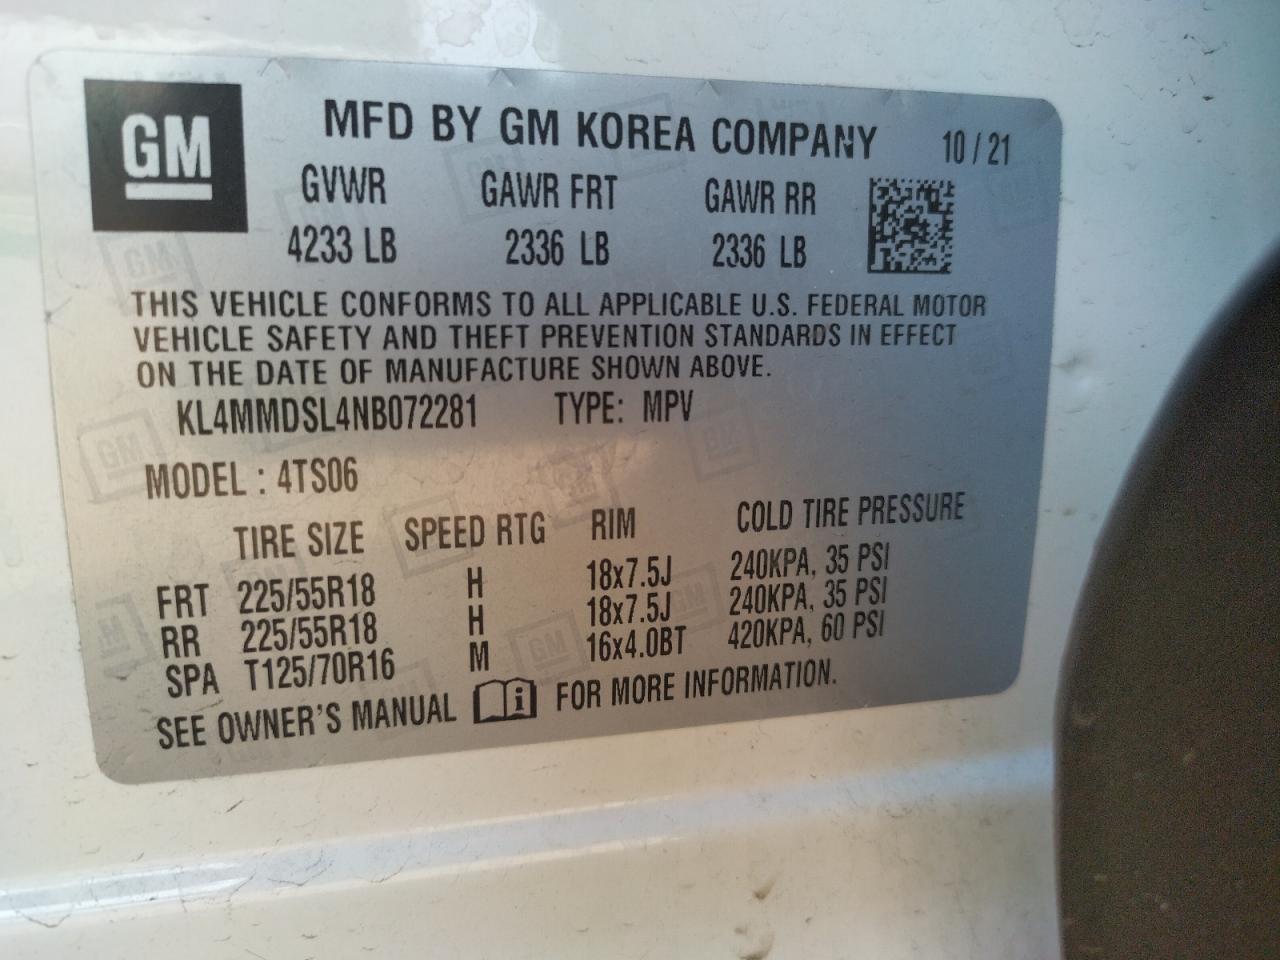 GM
MFD BY GM KOREA COMPANY 10 / 21
GVWR GAWR FRT GAWR RR
4233 LB 2336 LB 2336 LB
THIS VEHICLE CONFORMS TO ALL APPLICABLE U.S. FEDERAL MOTOR
VEHICLE SAFETY AND THEFT PREVENTION STANDARDS IN EFFECT
ON THE DATE OF MANUFACTURE SHOWN ABOVE.
KL4MMDSL4NB072281 TYPE: MPV
MODEL : 4TS06
TIRE SIZE SPEED RTG RIM COLD TIRE PRESSURE
FRT 225/55R18 H 18x7.5J 240KPA, 35 PSI
RR 225/55R18 H 18x7.5J 240KPA, 35 PSI
SPA T125/70R16 M 16x4.0BT 420KPA, 60 PSI
SEE OWNER'S MANUAL i FOR MORE INFORMATION.